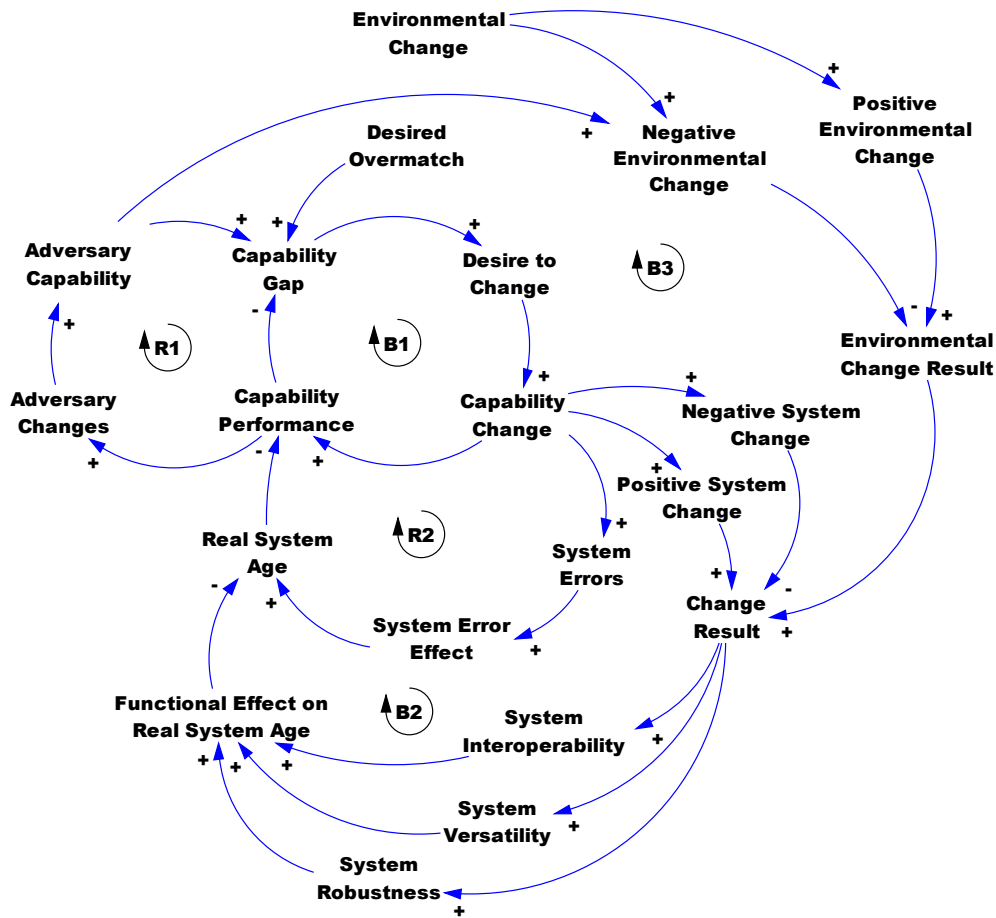 Environmental
Change
+
+
Positive
Environmental
Change
Desired
Overmatch
+
Negative
Environmental
Change
Adversary
Capability
+
+
Capability
Gap
+
Desire to
Change
B3
-
+
Environmental
Change Result
+
R1
-
B1
+
Adversary
Changes
+
Capability
Performance
-
+
Capability
Change
+
Negative System
Change
+
Positive System
Change
R2
+
System
Errors
Real System
Age
-
+
+
-
Change
Result
+
System Error
Effect
+
Functional Effect on
Real System Age
B2
System
Interoperability
+
+
+
+
System
Versatility
+
System
Robustness
+